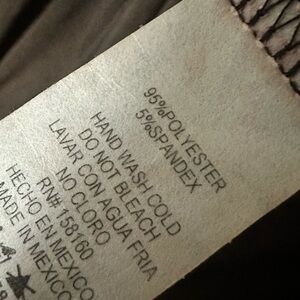 95%POLYESTER
5%SPANDEX
HAND WASH COLD
DO NOT BLEACH
LAVAR CON AGUA FRIA
NO CLORO
RN# 158160
HECHO EN MEXICO
MADE IN MEXICO